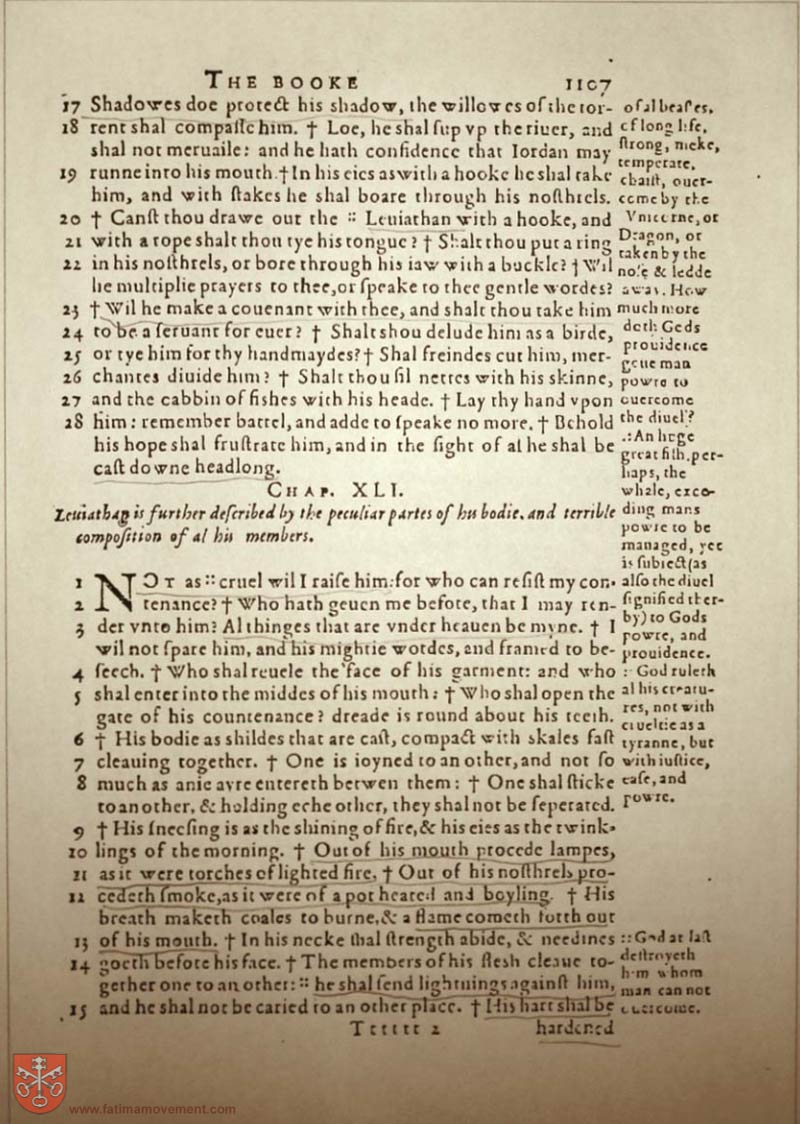 THE BOOKE 1107
17 Shadowes doe protect his shadow, the willowes of the tor-
18 rent shal compasse him. † Loe, he shal sup vp the riuer, and
shal not meruaile: and he hath confidence that Iordan may
19 runne into his mouth. † In his eies as with a hooke he shal take
him, and with stakes he shal boare through his nosthrels.
20 † Canst thou drawe out the :: Leuiathan with a hooke, and
21 with a rope shalt thou tye his tongue? † Shalt thou put a ring
22 in his nosthrels, or bore through his iaw with a buckle? † Wil
he multiplie prayers to thee, or speake to thee gentle wordes?
23 † Wil he make a couenant with thee, and shalt thou take him
24 to be a seruant for euer? † Shalt shou delude him as a birde,
25 or tye him for thy handmaydes? † Shal freindes cut him, mer-
26 chantes diuide him? † Shalt thou fil nettes with his skinne,
27 and the cabbin of fishes with his heade. † Lay thy hand vpon
28 him: remember battel, and adde to speake no more. † Behold
his hope shal frustrate him, and in the sight of al he shal be
cast downe headlong.
of al beastes,
of long life,
strong, meke,
temperate,
chast, ouer-
come by the
Vnicorne, or
Dragon, or
taken by the
nose & ledde
away. How
much more
doth Gods
prouidence
geue man
powre to
ouercome
the diuel?
.:An huge
great fish, per-
haps, the
whale, exce-
ding mans
powre to be
managed, yet
is subiect (as
also the diuel
signified ther-
by) to Gods
powre, and
prouidence.
CHAP. XLI.
Leuiathan is further described by the peculiar partes of his bodie, and terrible
composition of al his members.
1 NOT as :: cruel wil I raise him: for who can resist my con-
2 tenance? † Who hath geuen me before, that I may ren-
3 der vnto him? Al thinges that are vnder heauen be myne. † I
wil not spare him, and his mightie wordes, and framed to be-
4 seech. † Who shal reuele the face of his garment: and who
5 shal enter into the middes of his mouth: † Who shal open the
gate of his countenance? dreade is round about his teeth.
6 † His bodie as shildes that are cast, compact with skales fast
7 cleauing together. † One is ioyned to an other, and not so
8 much as anie ayre entereth betwen them: † One shal sticke
to an other, & holding eche other, they shal not be seperated.
9 † His sneesing is as the shining of fire, & his eies as the twink-
10 lings of the morning. † Out of his mouth procede lampes,
11 as it were torches of lighted fire. † Out of his nosthrels pro-
12 cedeth smoke, as it were of a pot heated and boyling. † His
breath maketh coales to burne, & a flame cometh forth out
13 of his mouth. † In his necke shal strength abide, & needines
14 goeth before his face. † The members of his flesh cleaue to-
gether one to an other: :: he shal send lightnings against him,
15 and he shal not be caried to an other place. † His hart shal be
: God ruleth
al his creatu-
res, not with
crueltie as a
tyranne, but
with iustice,
ease, and
powre.
:: God at last
destroyeth
him whom
man can not
ouercome.
Tttttt 2 hardened
www.fatimamovement.com